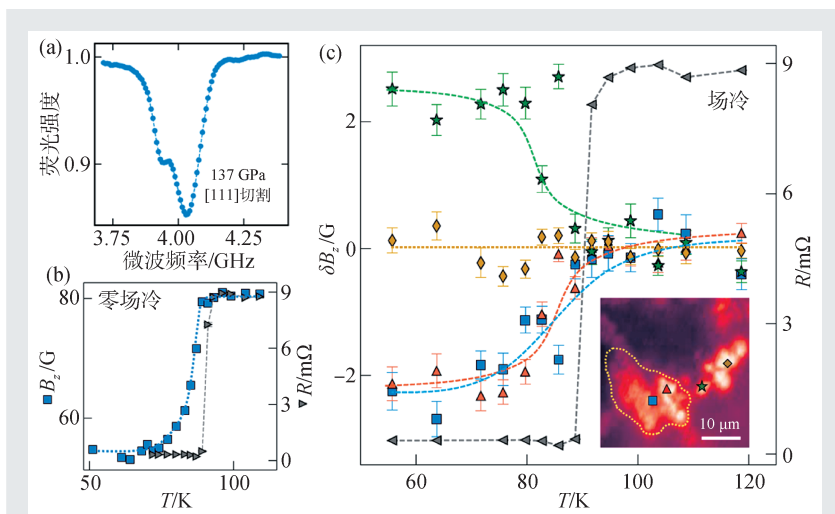 (a)
1.0
0.9
荧光强度
137 GPa
[111]切割
3.75
4.00
4.25
微波频率/GHz
(b)
零场冷
80
60
B_z/G
9
6
3
0
R/mΩ
50
100
T/K
(c)
场冷
2
0
−2
δB_z/G
9
6
3
0
R/mΩ
10 μm
60
80
100
120
T/K